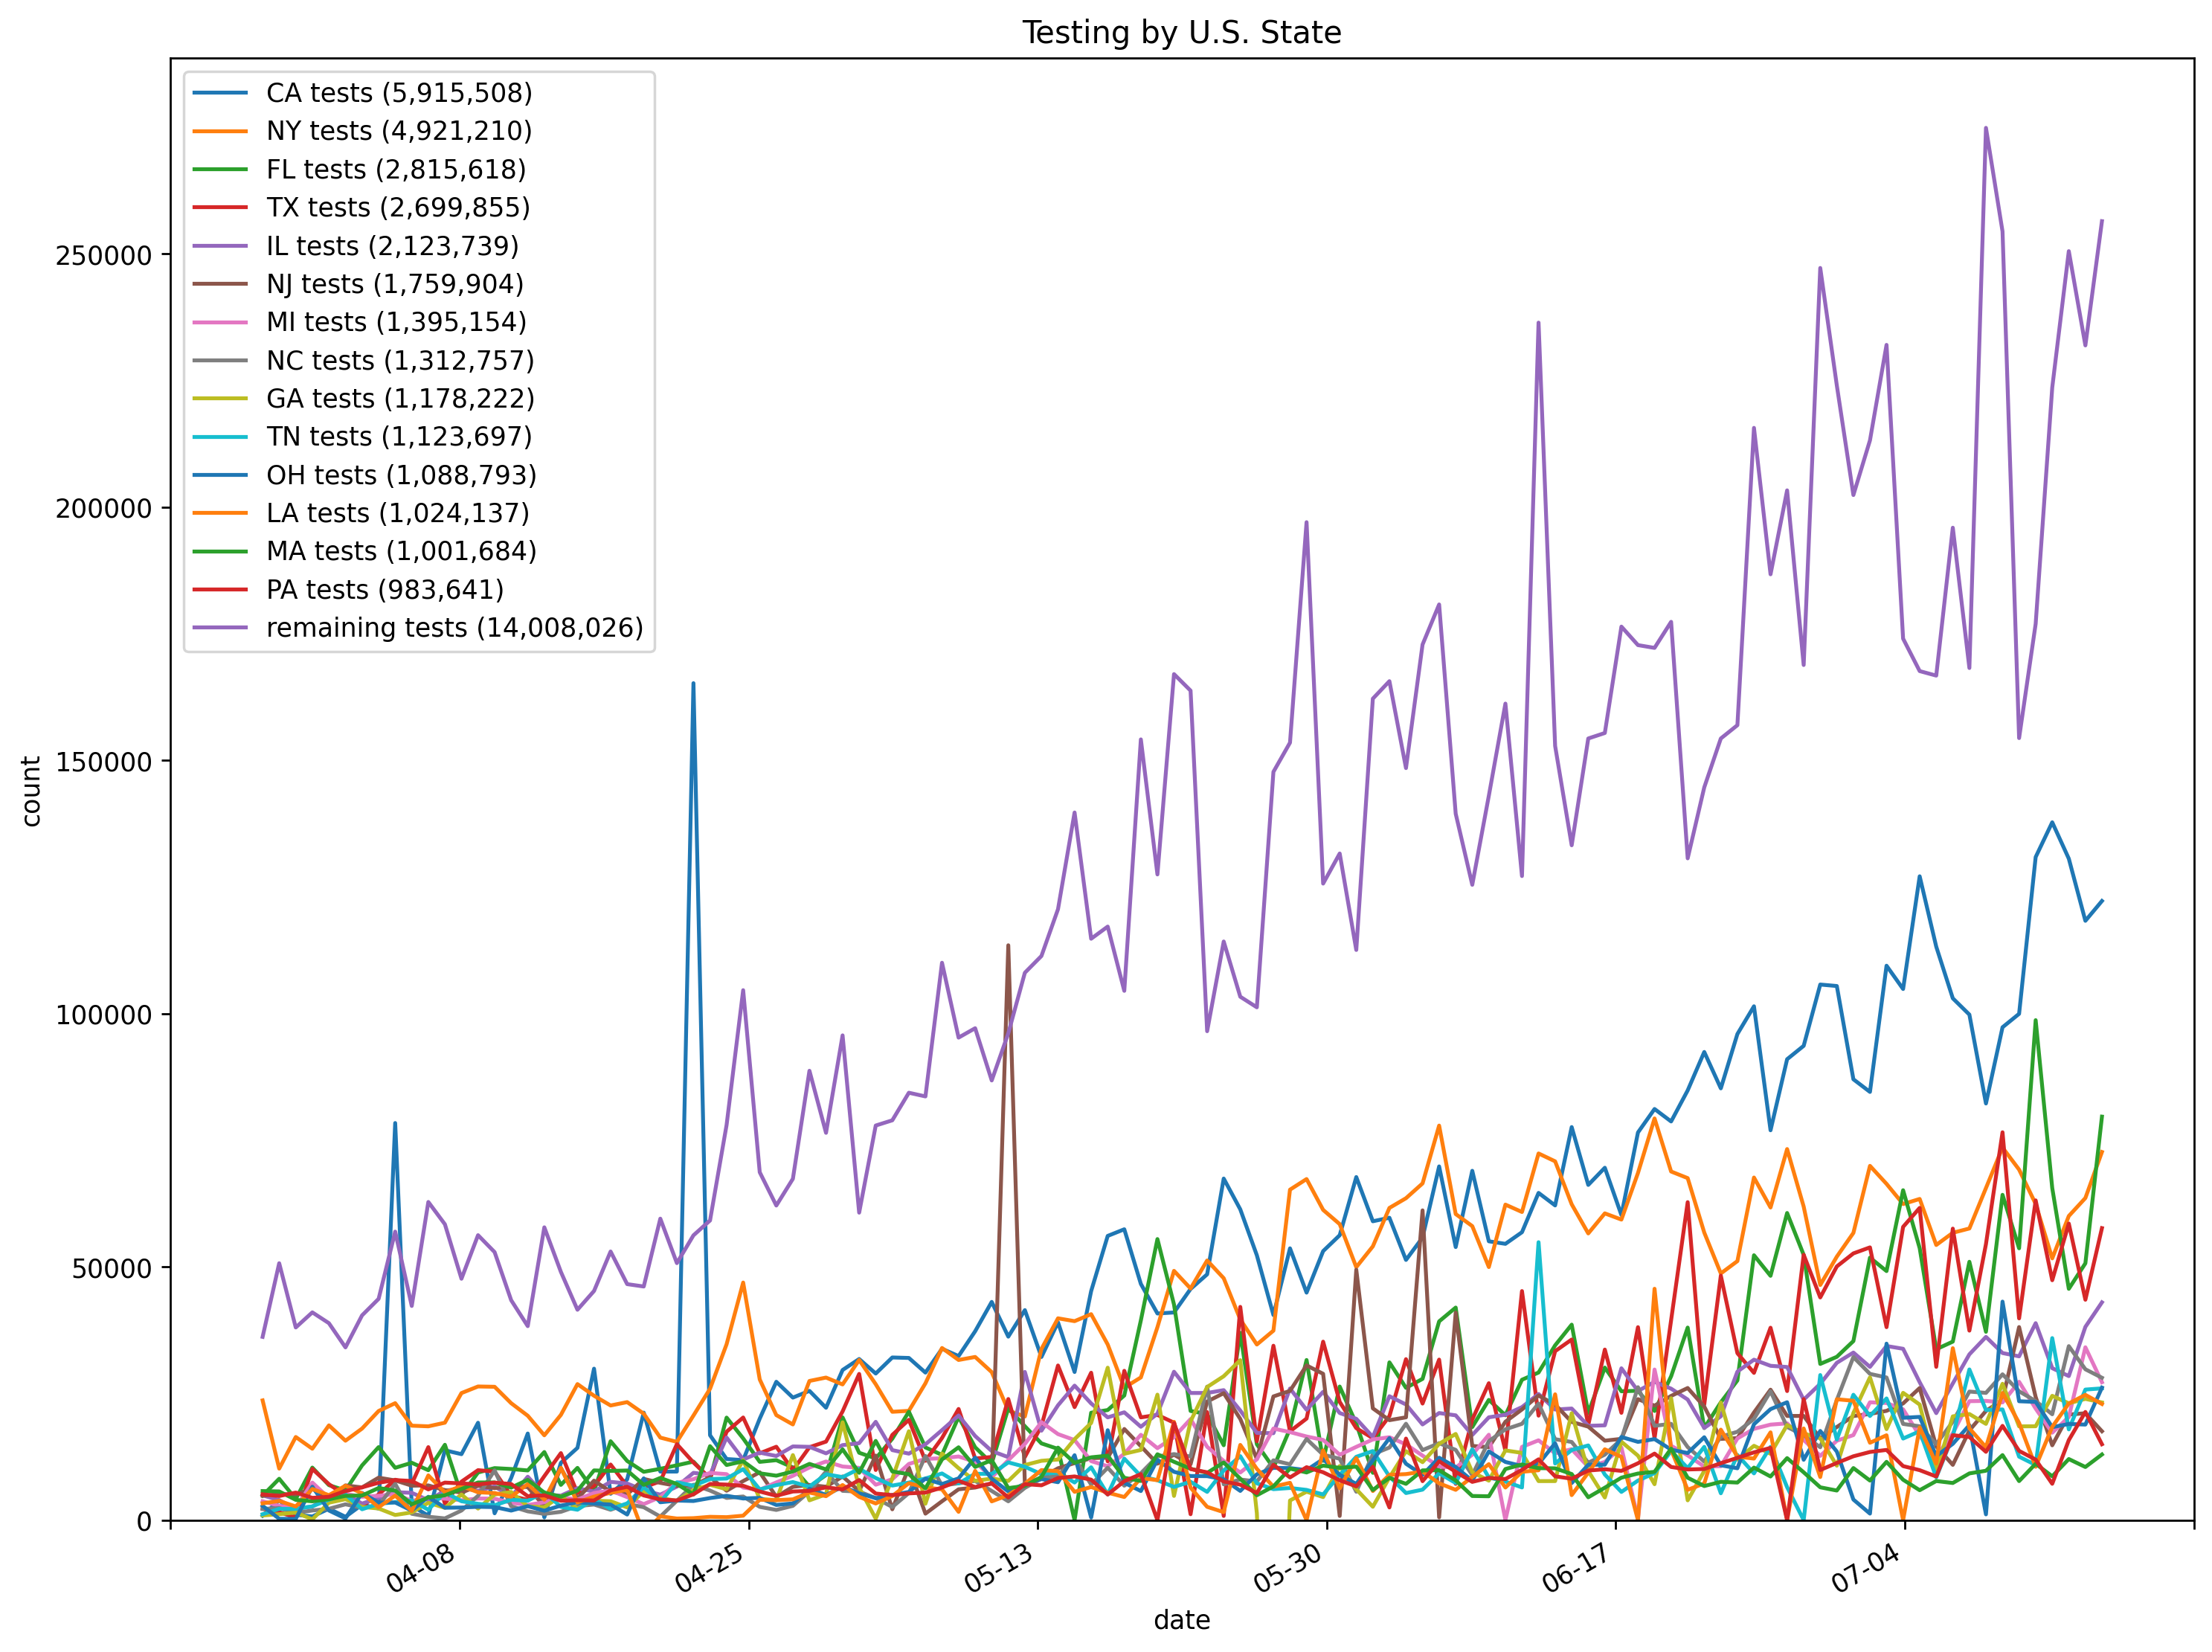 Testing by U.S. State
CA tests (5,915,508)
NY tests (4,921,210)
FL tests (2,815,618)
TX tests (2,699,855)
IL tests (2,123,739)
NJ tests (1,759,904)
MI tests (1,395,154)
NC tests (1,312,757)
GA tests (1,178,222)
TN tests (1,123,697)
OH tests (1,088,793)
LA tests (1,024,137)
MA tests (1,001,684)
PA tests (983,641)
remaining tests (14,008,026)
250000
200000
150000
100000
50000
0
count
04-08
04-25
05-13
05-30
06-17
07-04
date